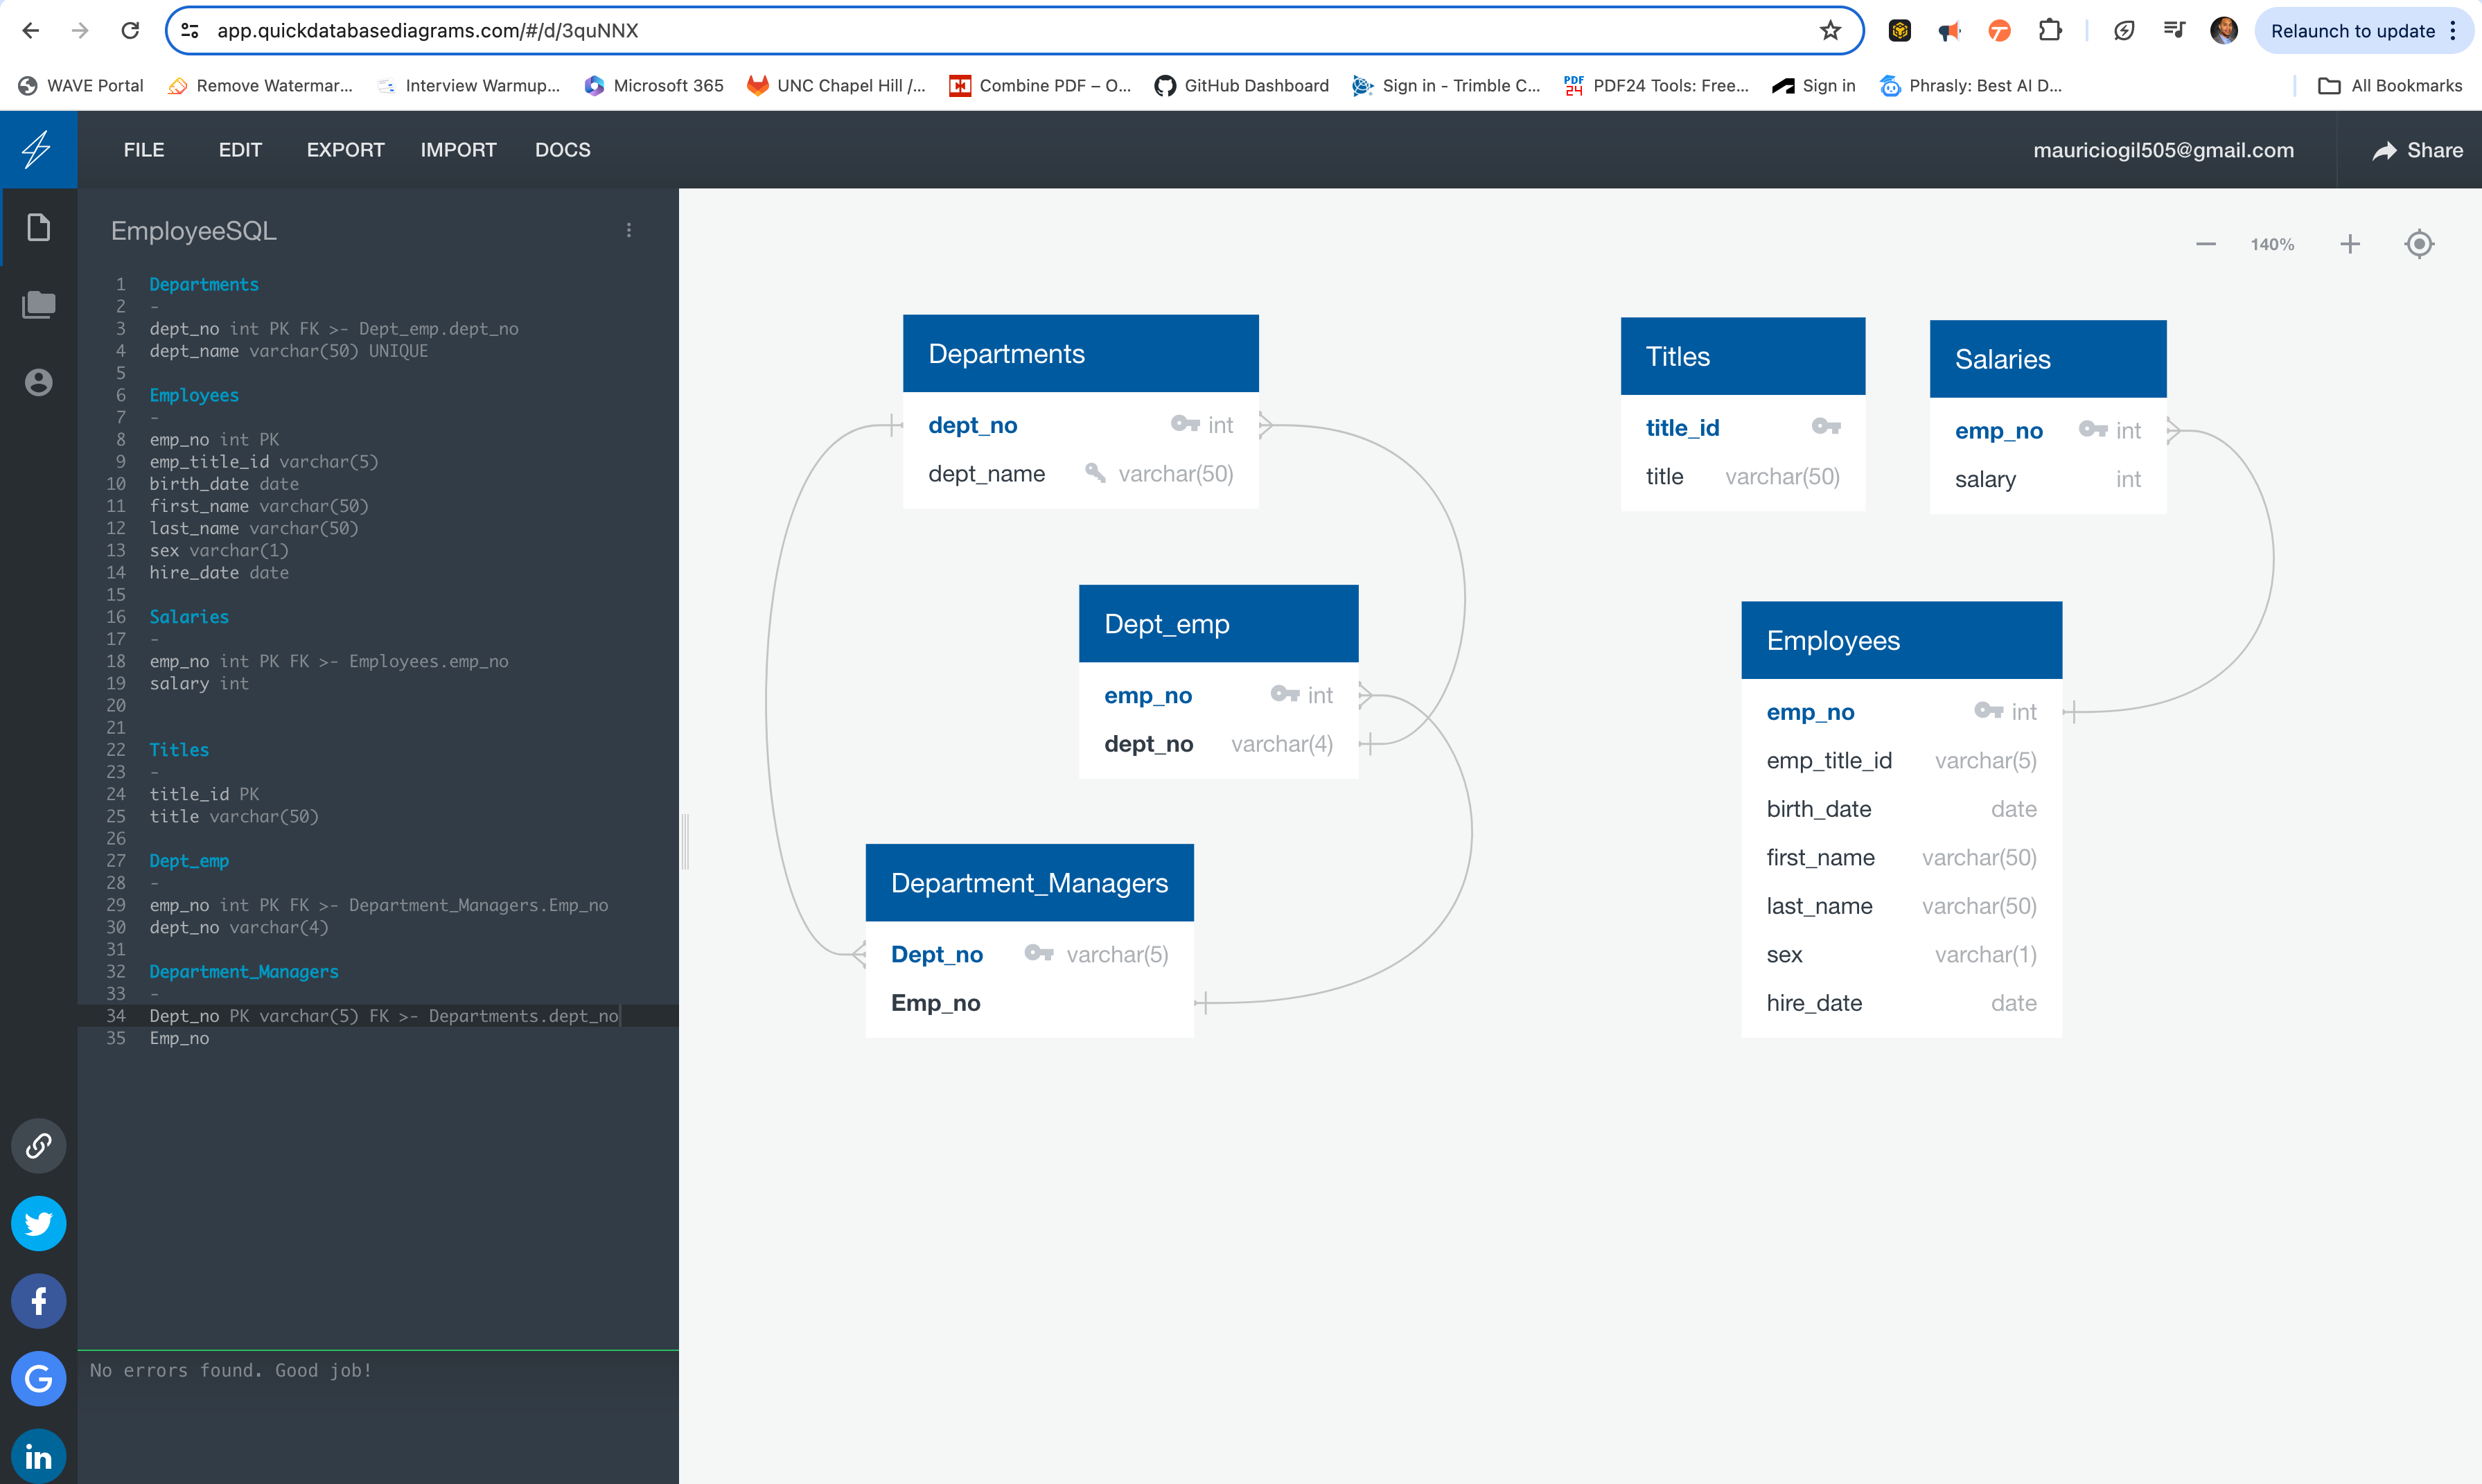 app.quickdatabasediagrams.com/#/d/3quNNX
Relaunch to update
WAVE Portal
Remove Watermar...
Interview Warmup...
Microsoft 365
UNC Chapel Hill /...
Combine PDF – O...
GitHub Dashboard
Sign in - Trimble C...
PDF 24
PDF24 Tools: Free...
Sign in
Phrasly: Best AI D...
All Bookmarks
FILE
EDIT
EXPORT
IMPORT
DOCS
mauriciogil505@gmail.com
Share
EmployeeSQL
1 Departments
2 -
3 dept_no int PK FK >- Dept_emp.dept_no
4 dept_name varchar(50) UNIQUE
5
6 Employees
7 -
8 emp_no int PK
9 emp_title_id varchar(5)
10 birth_date date
11 first_name varchar(50)
12 last_name varchar(50)
13 sex varchar(1)
14 hire_date date
15
16 Salaries
17 -
18 emp_no int PK FK >- Employees.emp_no
19 salary int
20
21
22 Titles
23 -
24 title_id PK
25 title varchar(50)
26
27 Dept_emp
28 -
29 emp_no int PK FK >- Department_Managers.Emp_no
30 dept_no varchar(4)
31
32 Department_Managers
33 -
34 Dept_no PK varchar(5) FK >- Departments.dept_no
35 Emp_no
No errors found. Good job!
140%
Departments
dept_no int
dept_name varchar(50)
Titles
title_id
title varchar(50)
Salaries
emp_no int
salary int
Dept_emp
emp_no int
dept_no varchar(4)
Employees
emp_no int
emp_title_id varchar(5)
birth_date date
first_name varchar(50)
last_name varchar(50)
sex varchar(1)
hire_date date
Department_Managers
Dept_no varchar(5)
Emp_no